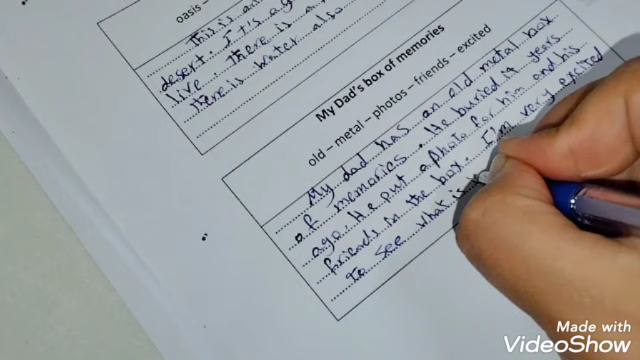 oasis –
This is an
desert. It's a
live. There is a
there is water also
My Dad's box of memories
old – metal – photos – friends – excited
My dad has an old metal box
of memories. He buried it years
ago. He put a photo for him and his
friends in the box. I'm very excited
to see what is
Made with
VideoShow